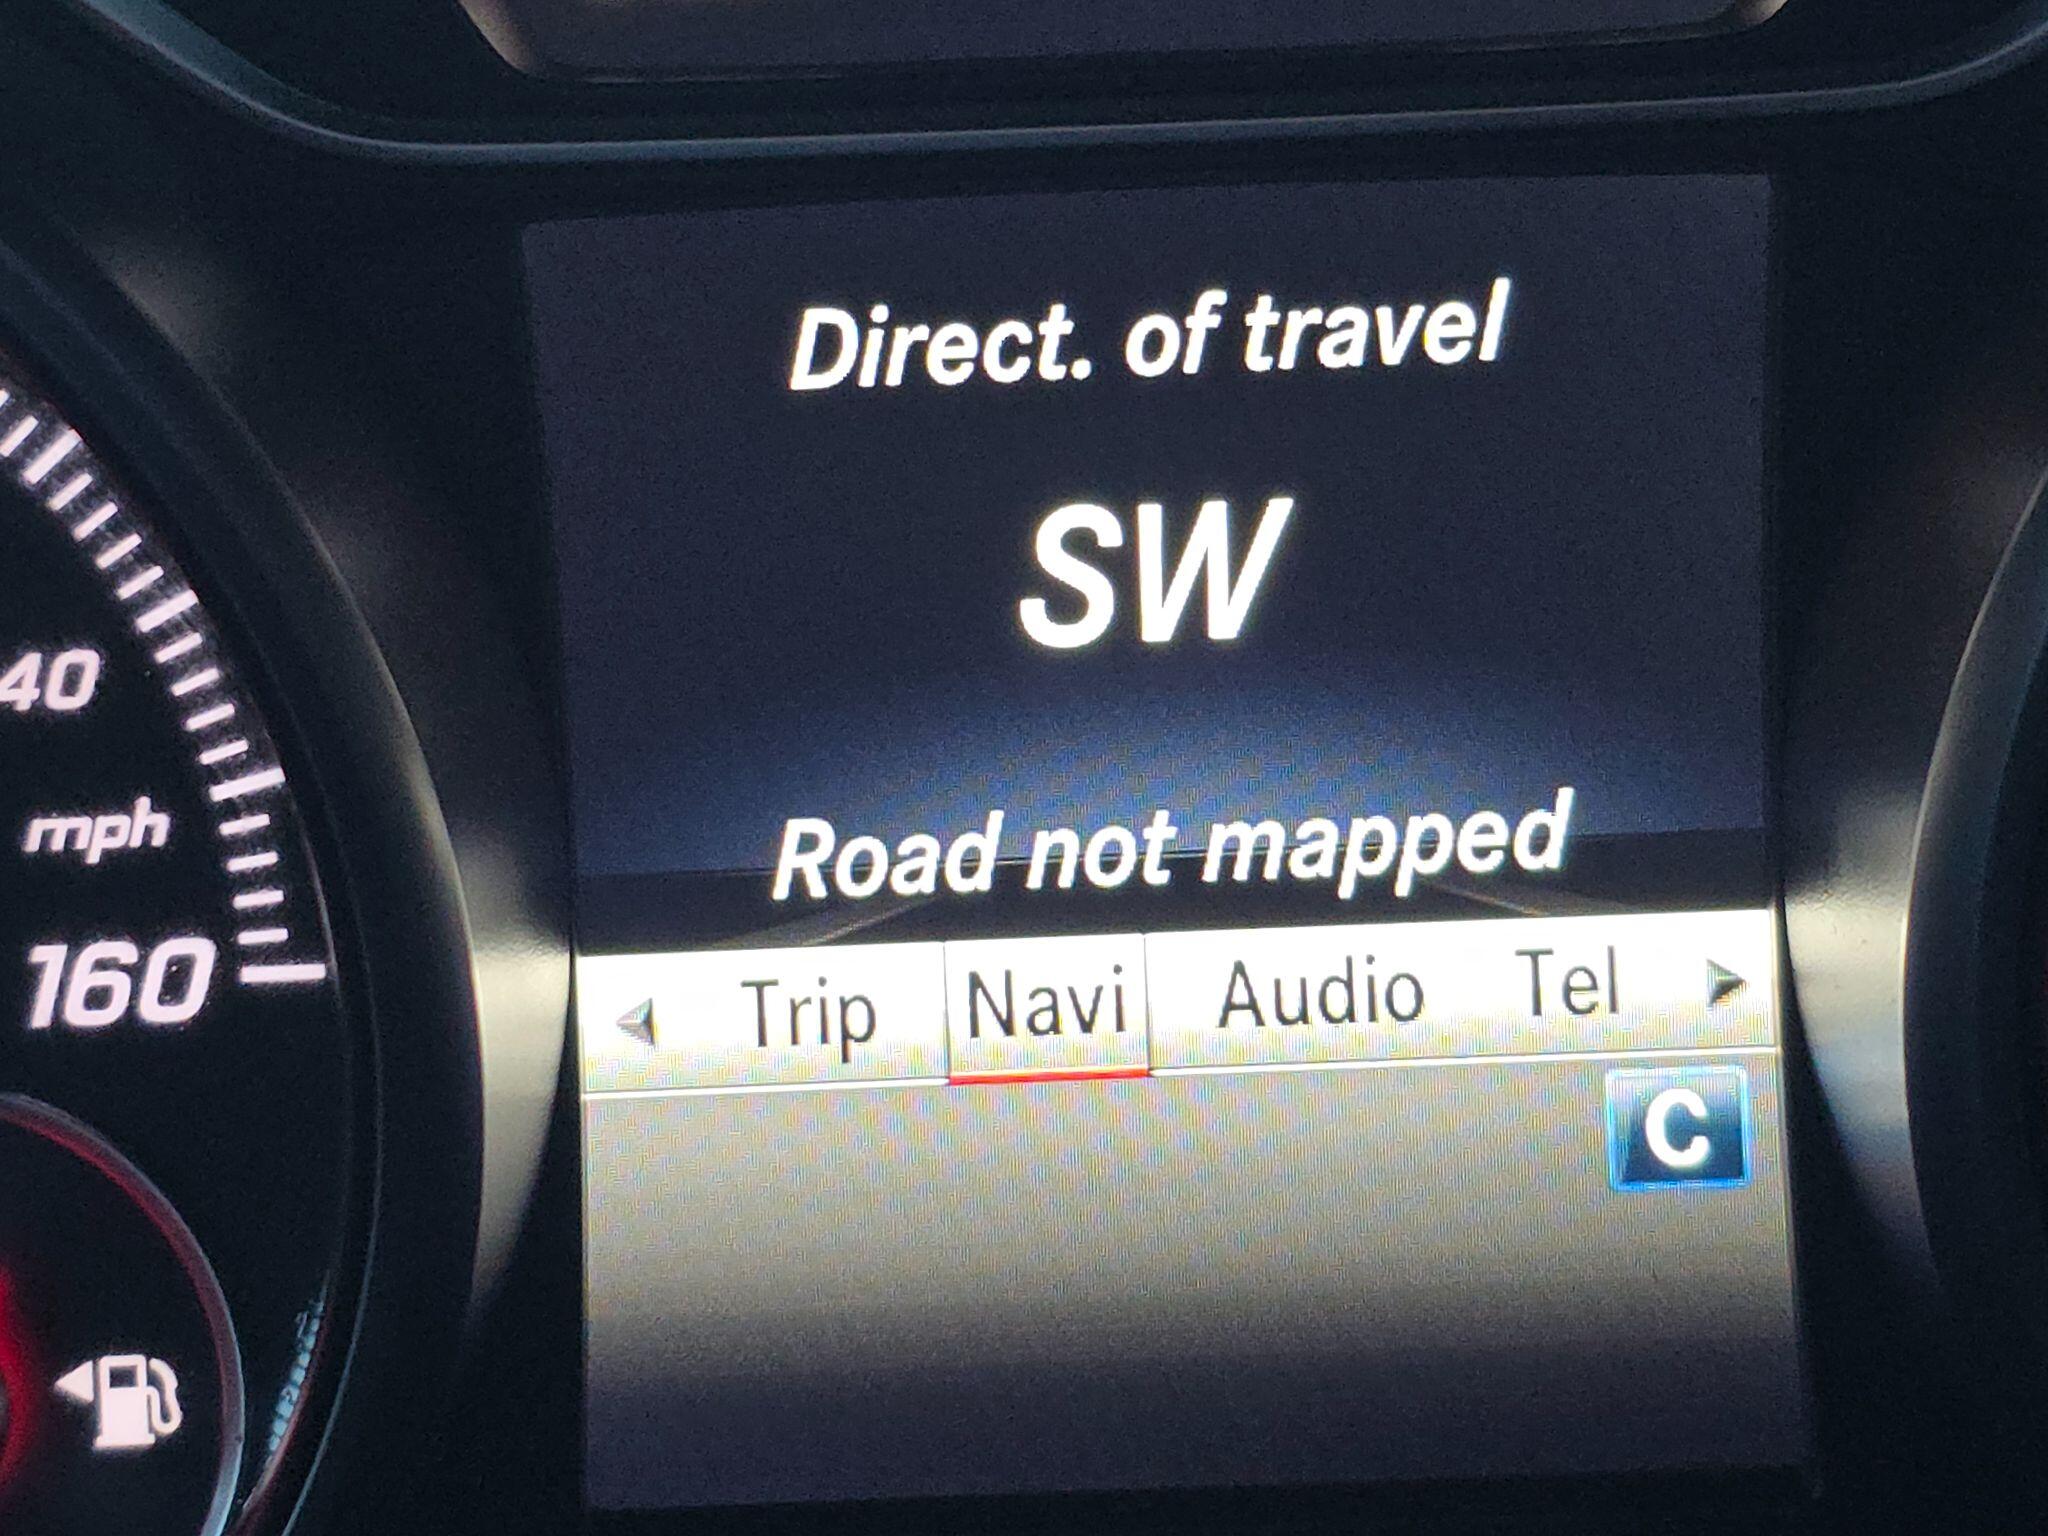 Direct. of travel
SW
40
mph
Road not mapped
160
Trip Navi Audio Tel
C